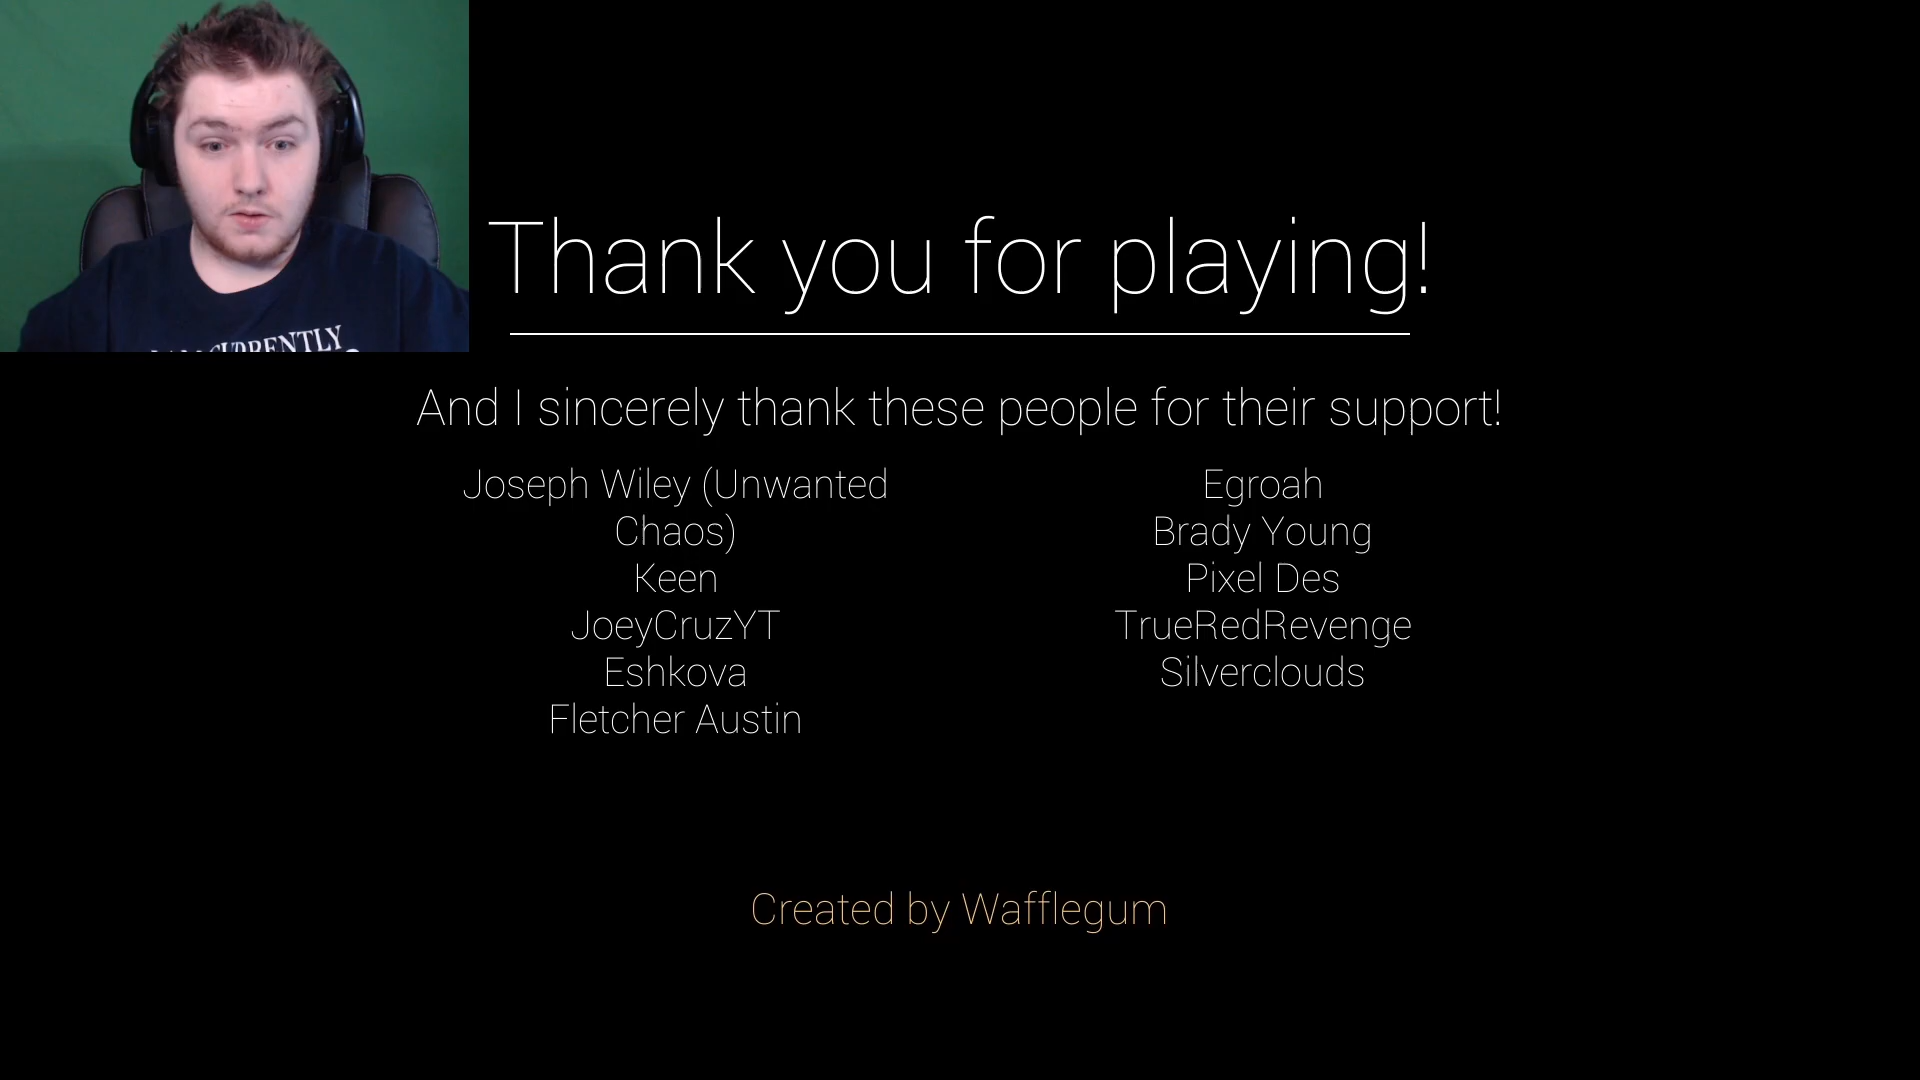 CURRENTLY
Thank you for playing!
And I sincerely thank these people for their support!
Joseph Wiley (Unwanted
Chaos)
Keen
JoeyCruzYT
Eshkova
Fletcher Austin
Egroah
Brady Young
Pixel Des
TrueRedRevenge
Silverclouds
Created by Wafflegum